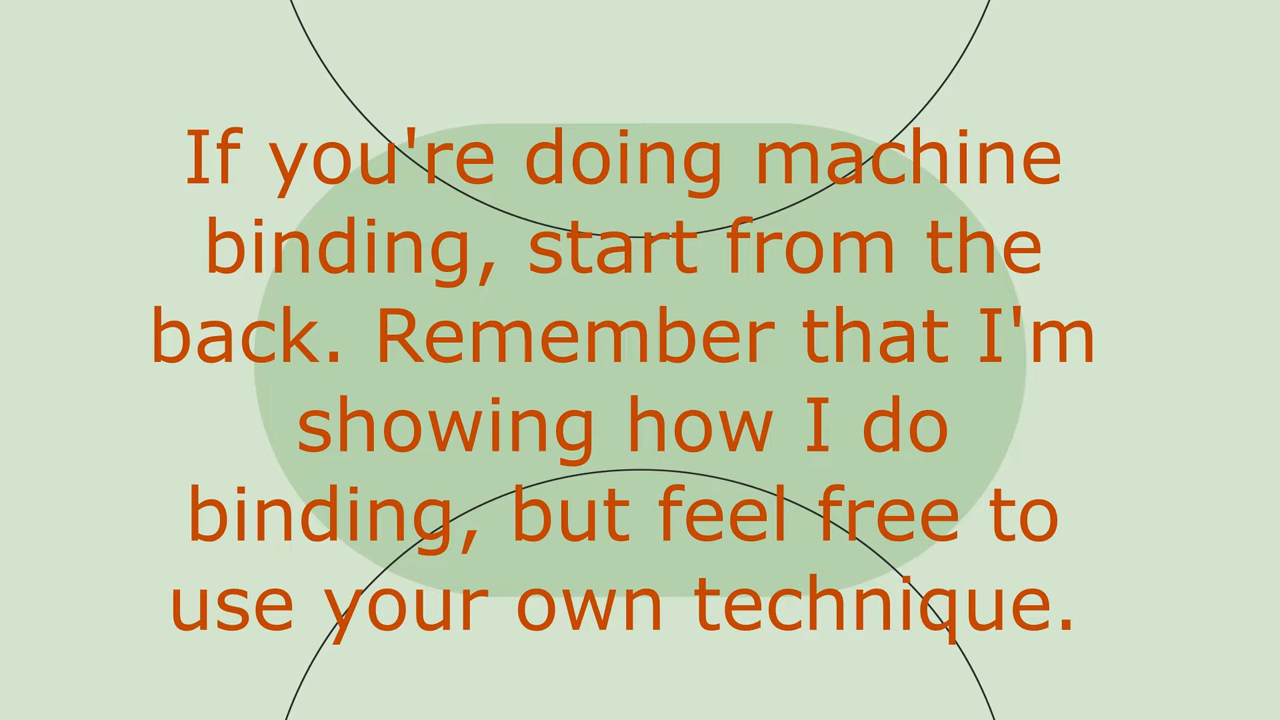 If you're doing machine
binding, start from the
back. Remember that I'm
showing how I do
binding, but feel free to
use your own technique.